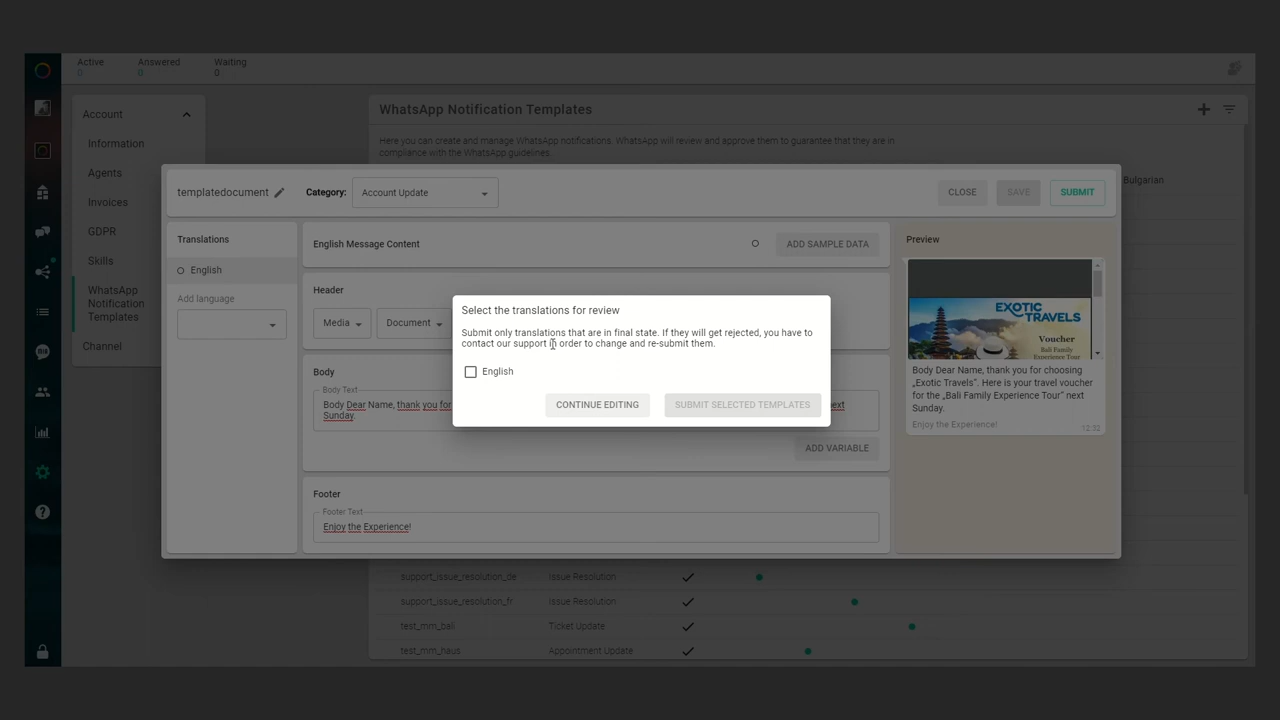 Active
0
Answered
0
Waiting
0
Account
Information
Agents
Invoices
GDPR
Skills
WhatsApp
Notification
Templates
Channel
WhatsApp Notification Templates
Here you can create and manage WhatsApp notifications. WhatsApp will review and approve them to guarantee that they are in
compliance with the WhatsApp guidelines.
Bulgarian
templatedocument
Category:
Account Update
CLOSE
SAVE
SUBMIT
Translations
English
Add language
English Message Content
ADD SAMPLE DATA
Header
Media
Document
Body
Body Text
Body Dear Name, thank you for
next
Sunday.
ADD VARIABLE
Footer
Footer Text
Enjoy the Experience!
Select the translations for review
Submit only translations that are in final state. If they will get rejected, you have to
contact our support in order to change and re-submit them.
English
CONTINUE EDITING
SUBMIT SELECTED TEMPLATES
Preview
EXOTIC
TRAVELS
Voucher
Bali Family
Experience Tour
Body Dear Name, thank you for choosing
„Exotic Travels”. Here is your travel voucher
for the „Bali Family Experience Tour” next
Sunday.
Enjoy the Experience!
12:32
support_issue_resolution_de
Issue Resolution
support_issue_resolution_fr
Issue Resolution
test_mm_bali
Ticket Update
test_mm_haus
Appointment Update